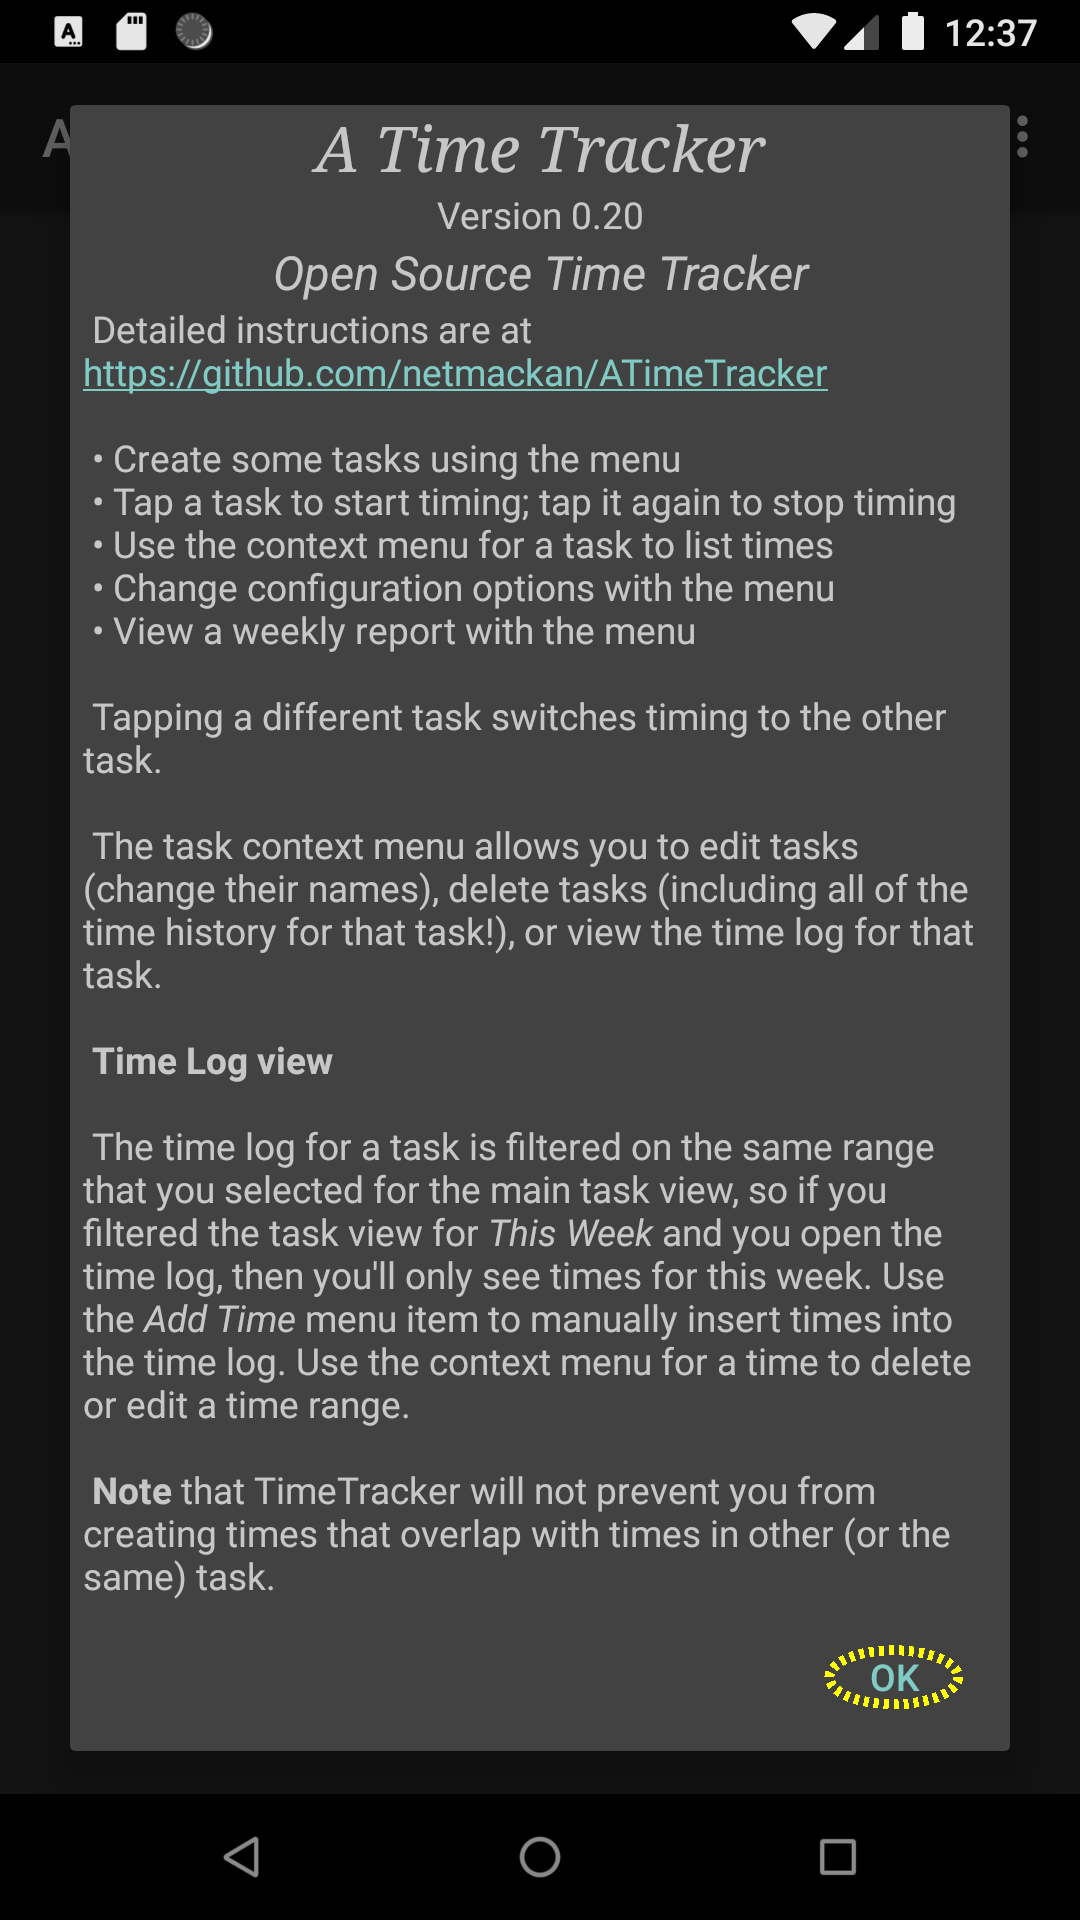 12:37
A
A Time Tracker
Version 0.20
Open Source Time Tracker
Detailed instructions are at
https://github.com/netmackan/ATimeTracker
• Create some tasks using the menu
• Tap a task to start timing; tap it again to stop timing
• Use the context menu for a task to list times
• Change configuration options with the menu
• View a weekly report with the menu
Tapping a different task switches timing to the other
task.
The task context menu allows you to edit tasks
(change their names), delete tasks (including all of the
time history for that task!), or view the time log for that
task.
Time Log view
The time log for a task is filtered on the same range
that you selected for the main task view, so if you
filtered the task view for This Week and you open the
time log, then you'll only see times for this week. Use
the Add Time menu item to manually insert times into
the time log. Use the context menu for a time to delete
or edit a time range.
Note that TimeTracker will not prevent you from
creating times that overlap with times in other (or the
same) task.
OK